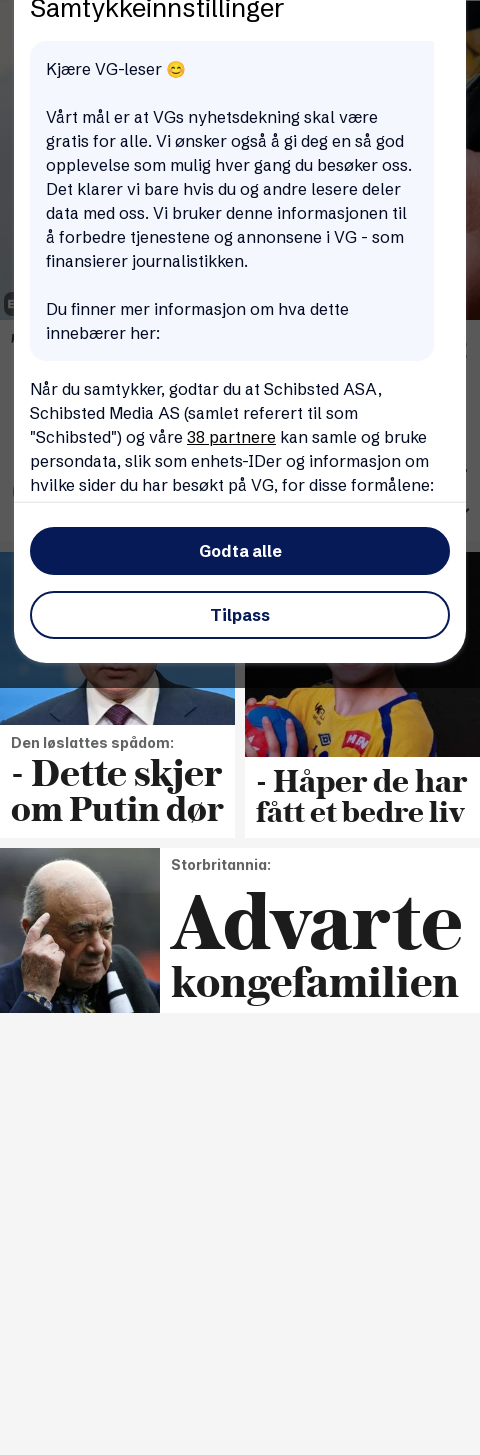 Samtykkeinnstillinger
Kjære VG-leser 😊
Vårt mål er at VGs nyhetsdekning skal være
gratis for alle. Vi ønsker også å gi deg en så god
opplevelse som mulig hver gang du besøker oss.
Det klarer vi bare hvis du og andre lesere deler
data med oss. Vi bruker denne informasjonen til
å forbedre tjenestene og annonsene i VG - som
finansierer journalistikken.
Du finner mer informasjon om hva dette
innebærer her:
Når du samtykker, godtar du at Schibsted ASA,
Schibsted Media AS (samlet referert til som
"Schibsted") og våre 38 partnere kan samle og bruke
persondata, slik som enhets-IDer og informasjon om
hvilke sider du har besøkt på VG, for disse formålene:
Godta alle
Tilpass
Den løslattes spådom:
- Dette skjer
om Putin dør
- Håper de har
fått et bedre liv
Storbritannia:
Advarte
kongefamilien